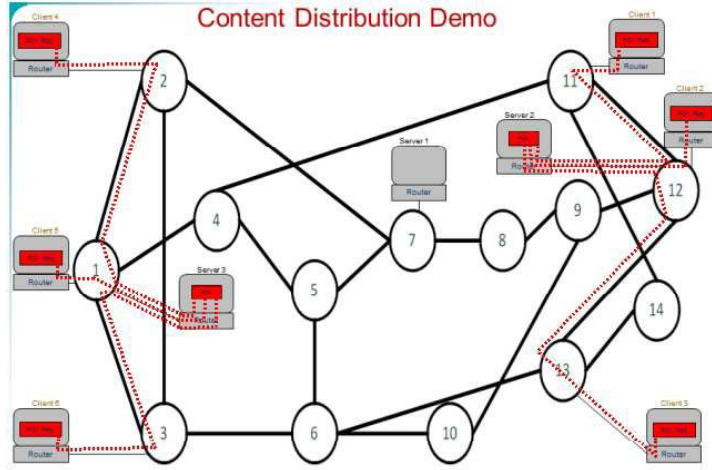 Content Distribution Demo
Client 4
Router
Client 1
Router
Client 2
Router
Server 2
Router
Server 1
Router
Client 5
Router
Server 3
Router
Client 6
Router
Client 3
Router
2
11
12
4
9
7
8
1
5
14
13
3
6
10